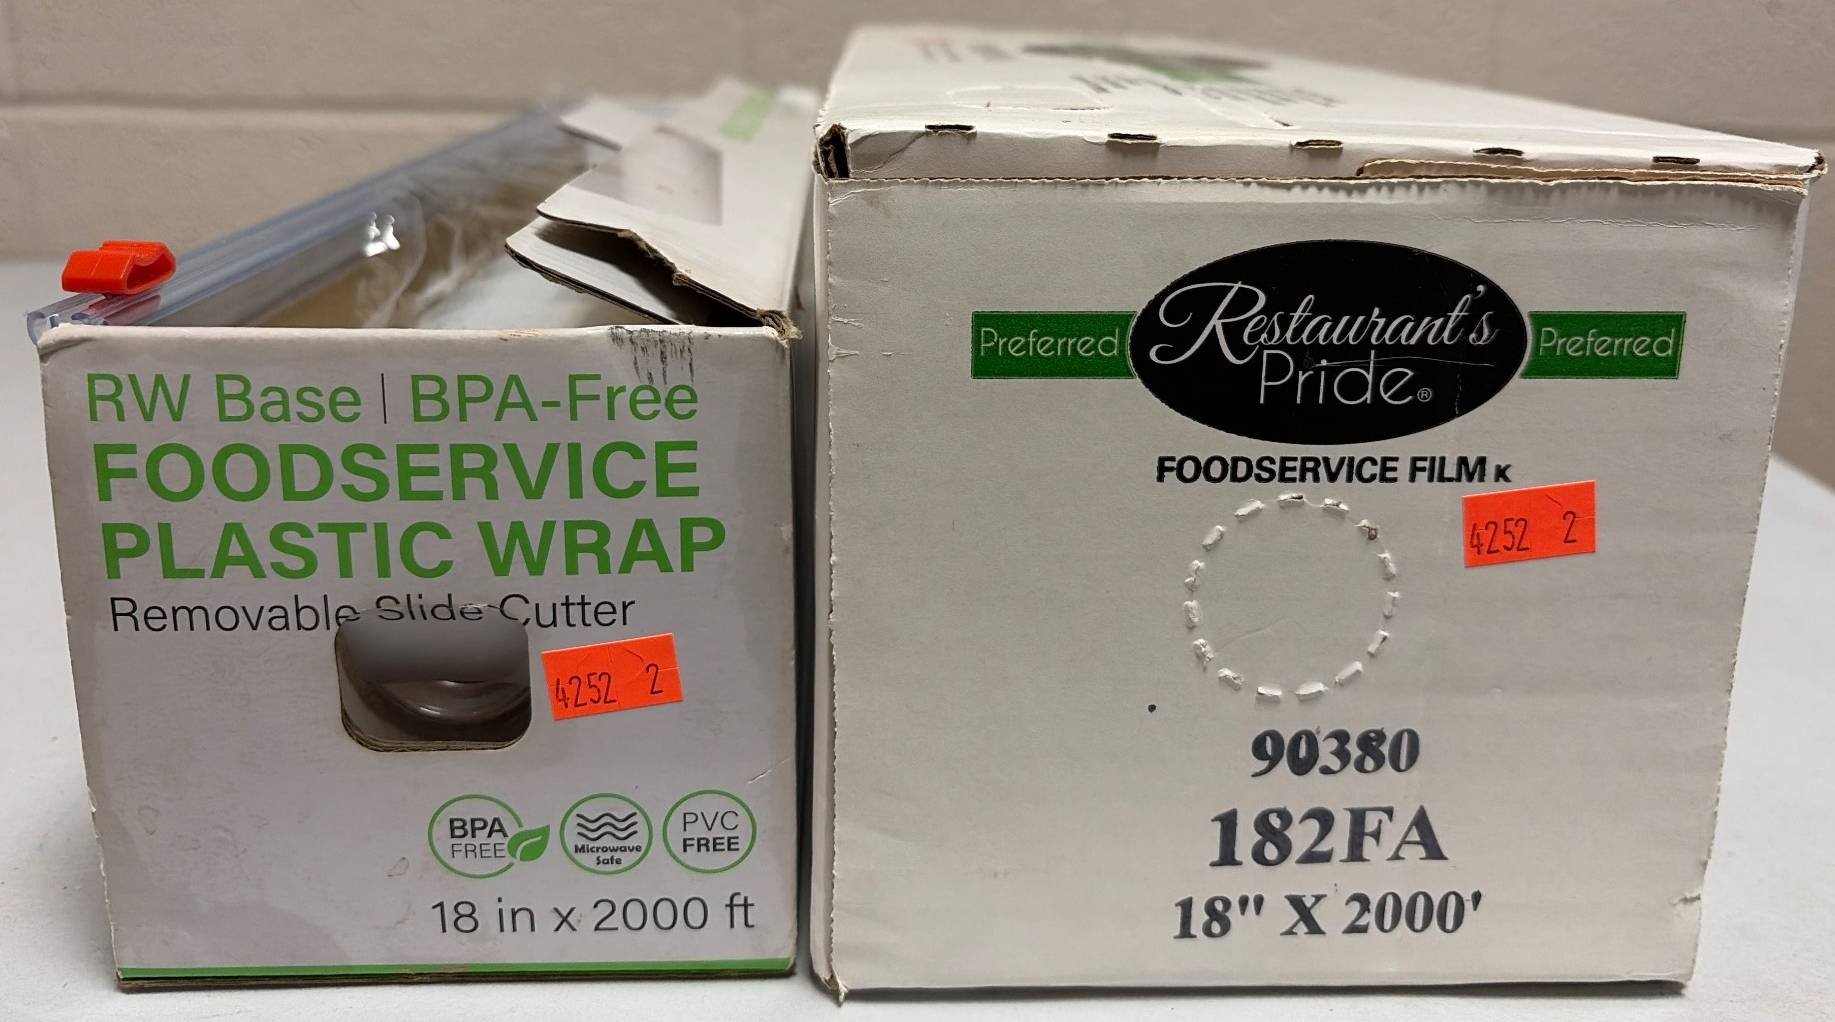 RW Base | BPA-Free
FOODSERVICE
PLASTIC WRAP
Removable Slide Cutter
4252 2
BPA
FREE
Microwave
Safe
PVC
FREE
18 in x 2000 ft
Preferred
Restaurant's
Pride®
Preferred
FOODSERVICE FILM K
4252 2
90380
182FA
18" X 2000'